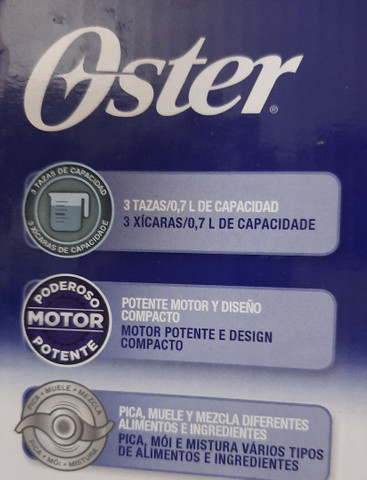 Oster®
3 TAZAS DE CAPACIDAD
3 XÍCARAS DE CAPACIDADE
3 TAZAS/0,7 L DE CAPACIDAD
3 XÍCARAS/0,7 L DE CAPACIDADE
PODEROSO
MOTOR
POTENTE
POTENTE MOTOR Y DISEÑO
COMPACTO
MOTOR POTENTE E DESIGN
COMPACTO
PICA • MUELE • MEZCLA
PICA • MÓI • MISTURA
PICA, MUELE Y MEZCLA DIFERENTES
ALIMENTOS E INGREDIENTES
PICA, MÓI E MISTURA VÁRIOS TIPOS
DE ALIMENTOS E INGREDIENTES